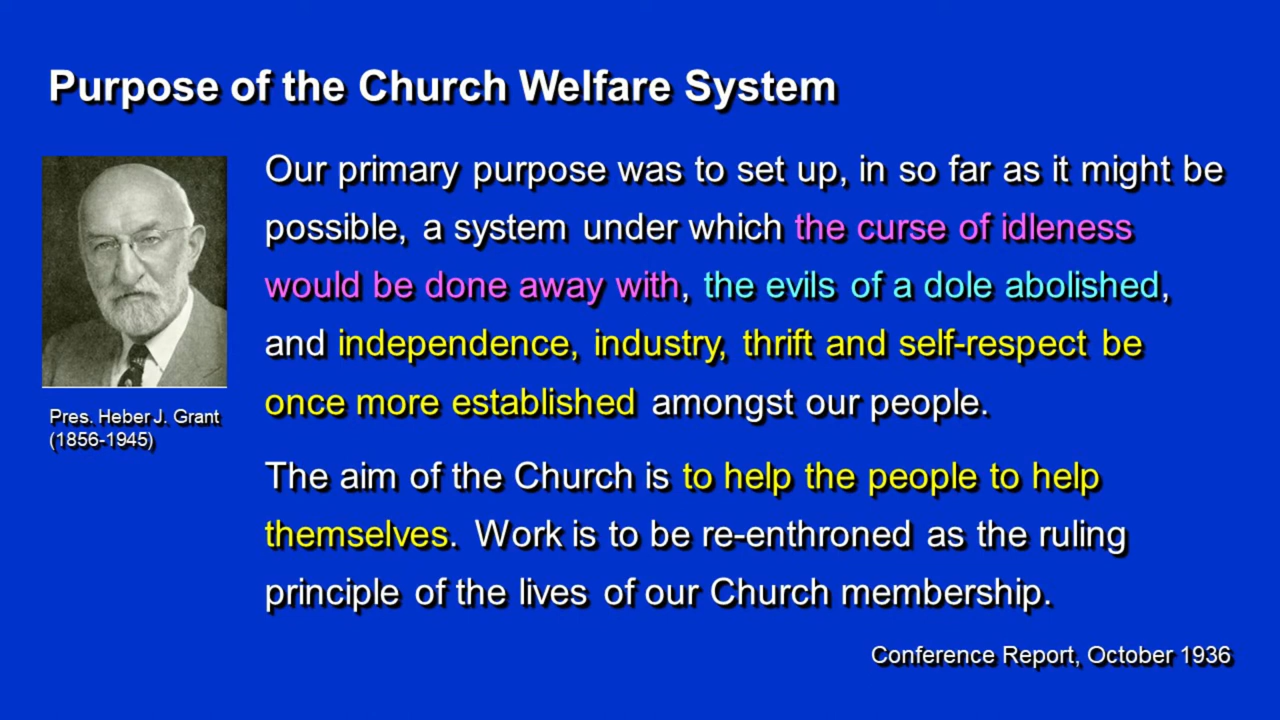 Purpose of the Church Welfare System
Our primary purpose was to set up, in so far as it might be
possible, a system under which the curse of idleness
would be done away with, the evils of a dole abolished,
and independence, industry, thrift and self-respect be
once more established amongst our people.
Pres. Heber J. Grant
(1856-1945)
The aim of the Church is to help the people to help
themselves. Work is to be re-enthroned as the ruling
principle of the lives of our Church membership.
Conference Report, October 1936